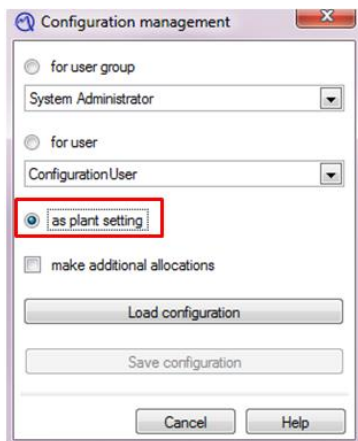 Configuration management
for user group
System Administrator
for user
ConfigurationUser
as plant setting
make additional allocations
Load configuration
Save configuration
Cancel
Help